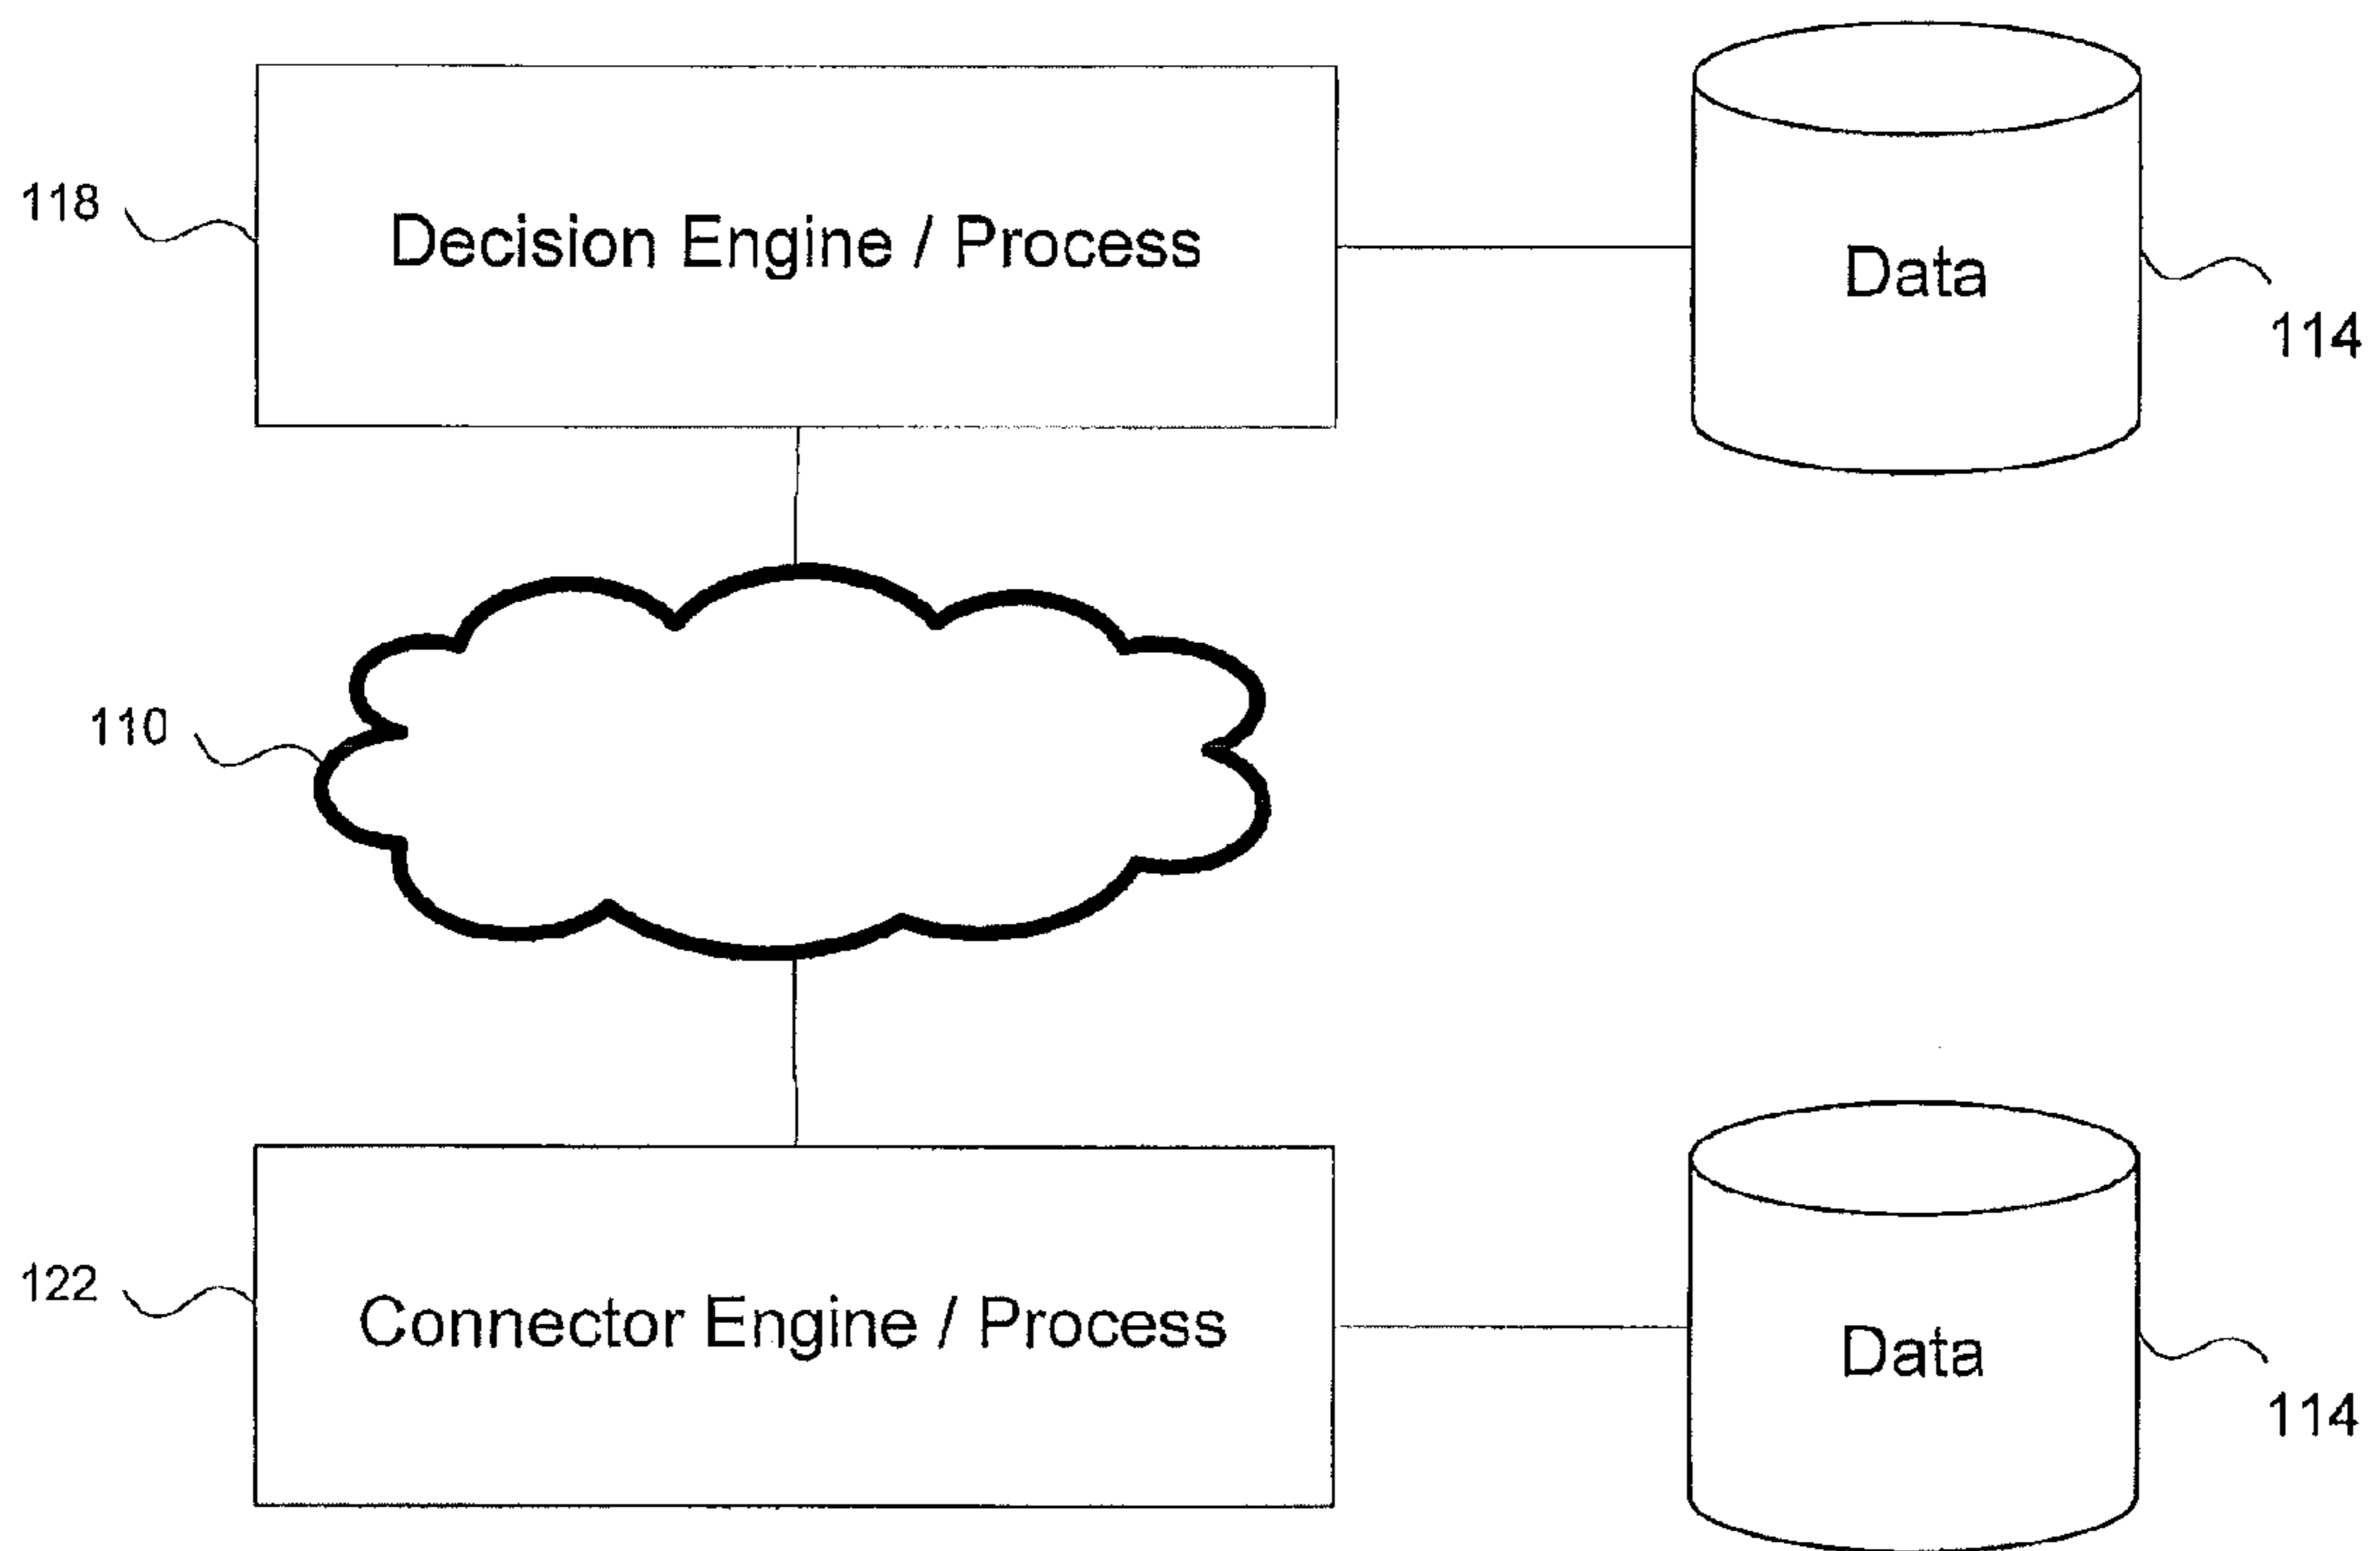 118
Decision Engine / Process
Data
114
110
122
Connector Engine / Process
Data
114